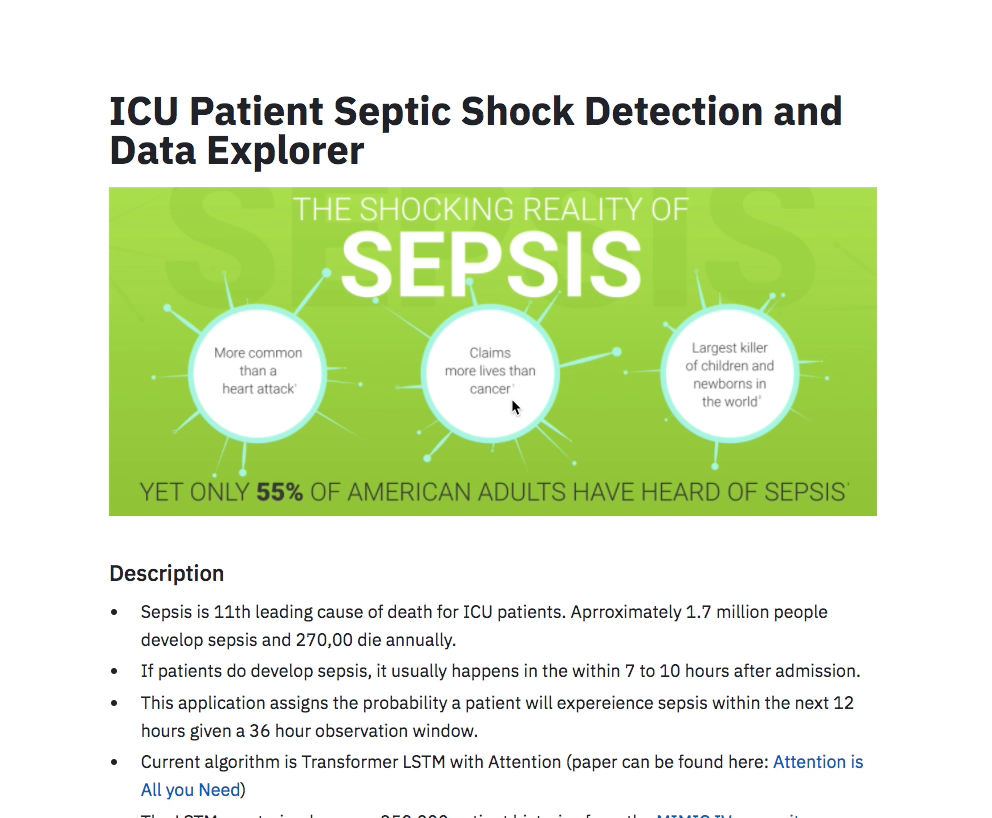 ICU Patient Septic Shock Detection and
Data Explorer
SEPSIS
THE SHOCKING REALITY OF
SEPSIS
More common
than a
heart attack
Claims
more lives than
cancer
Largest killer
of children and
newborns in
the world
YET ONLY 55% OF AMERICAN ADULTS HAVE HEARD OF SEPSIS
Description
• Sepsis is 11th leading cause of death for ICU patients. Aprroximately 1.7 million people
develop sepsis and 270,00 die annually.
• If patients do develop sepsis, it usually happens in the within 7 to 10 hours after admission.
• This application assigns the probability a patient will expereience sepsis within the next 12
hours given a 36 hour observation window.
• Current algorithm is Transformer LSTM with Attention (paper can be found here: Attention is
All you Need)